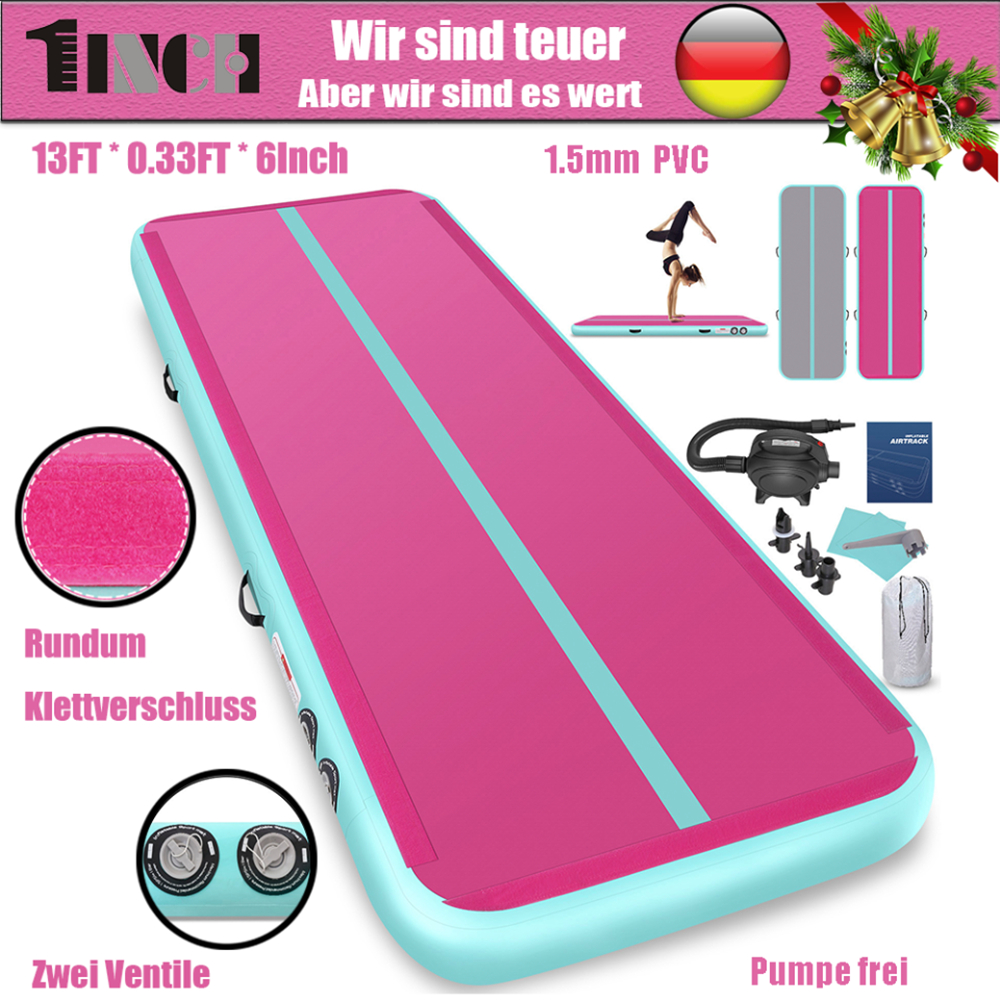 1INCH
Wir sind teuer
Aber wir sind es wert
13FT * 0.33FT * 6Inch
1.5mm PVC
INFLATABLE
AIRTRACK
Rundum
Klettverschluss
Zwei Ventile
Pumpe frei